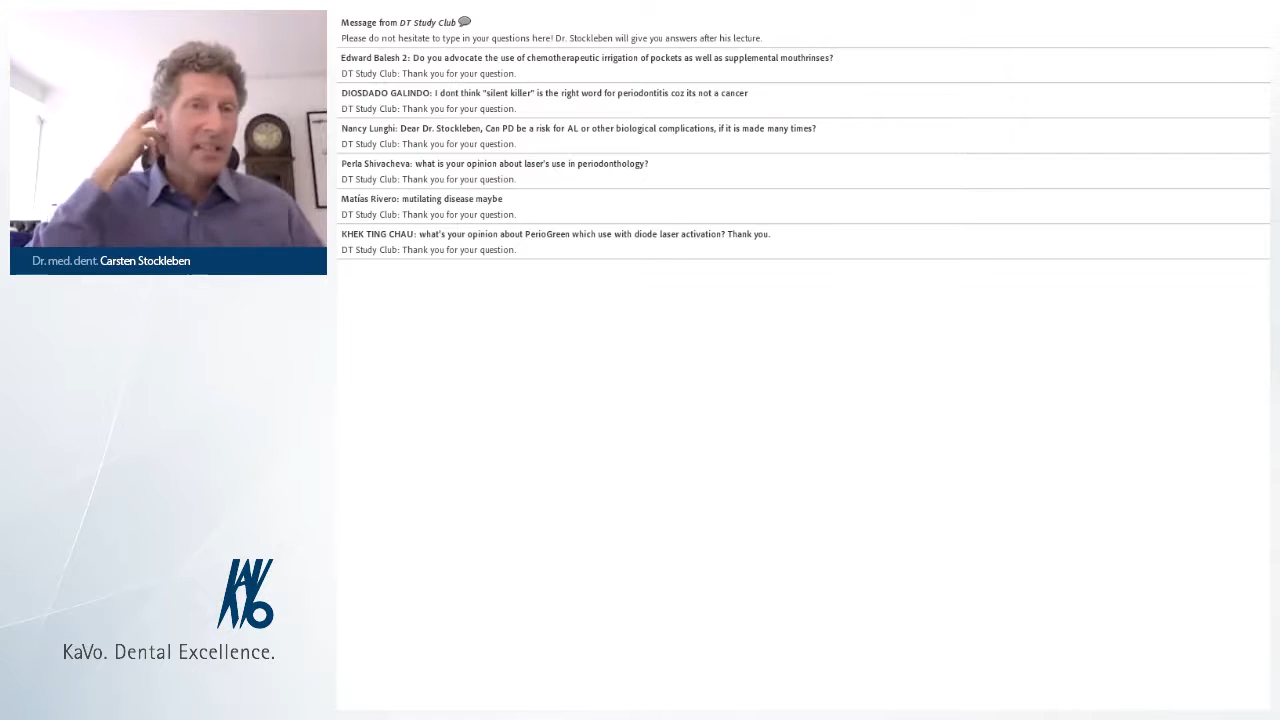 Message from DT Study Club
Please do not hesitate to type in your questions here! Dr. Stockleben will give you answers after his lecture.
Edward Balesh 2: Do you advocate the use of chemotherapeutic irrigation of pockets as well as supplemental mouthrinses?
DT Study Club: Thank you for your question.
DIOSDADO GALINDO: I dont think "silent killer" is the right word for periodontitis coz its not a cancer
DT Study Club: Thank you for your question.
Nancy Lunghi: Dear Dr. Stockleben, Can PD be a risk for AL or other biological complications, if it is made many times?
DT Study Club: Thank you for your question.
Perla Shivacheva: what is your opinion about laser's use in periodonthology?
DT Study Club: Thank you for your question.
Matías Rivero: mutilating disease maybe
DT Study Club: Thank you for your question.
KHEK TING CHAU: what's your opinion about PerioGreen which use with diode laser activation? Thank you.
DT Study Club: Thank you for your question.
Dr. med. dent. Carsten Stockleben
KAVO
KaVo. Dental Excellence.